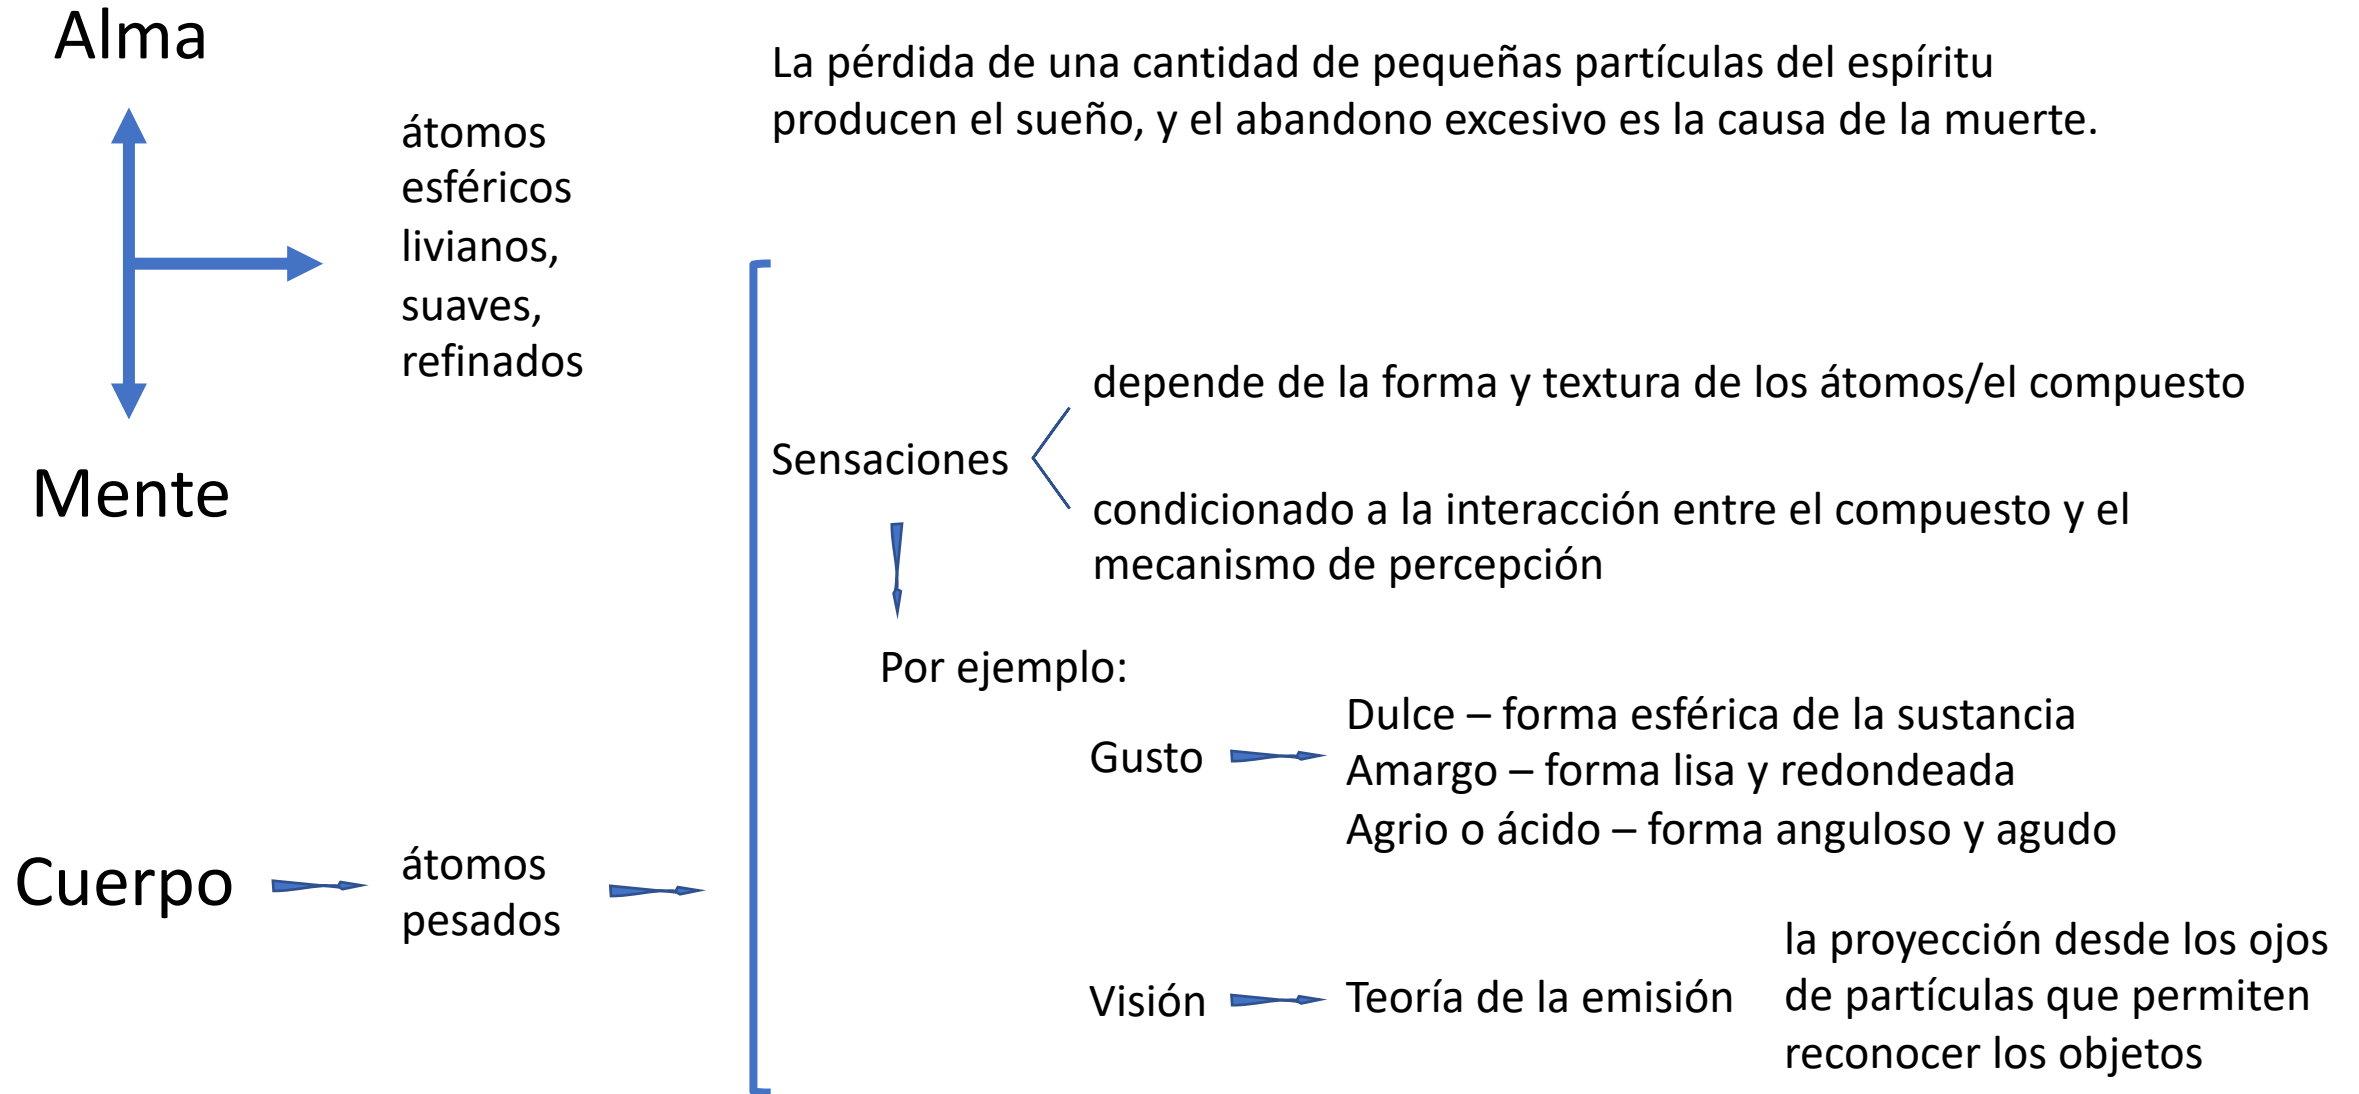 Alma
átomos
esféricos
livianos,
suaves,
refinados
Mente
La pérdida de una cantidad de pequeñas partículas del espíritu
producen el sueño, y el abandono excesivo es la causa de la muerte.
Cuerpo
átomos
pesados
Sensaciones
depende de la forma y textura de los átomos/el compuesto
condicionado a la interacción entre el compuesto y el
mecanismo de percepción
Por ejemplo:
Gusto
Dulce – forma esférica de la sustancia
Amargo – forma lisa y redondeada
Agrio o ácido – forma anguloso y agudo
Visión
Teoría de la emisión
la proyección desde los ojos
de partículas que permiten
reconocer los objetos